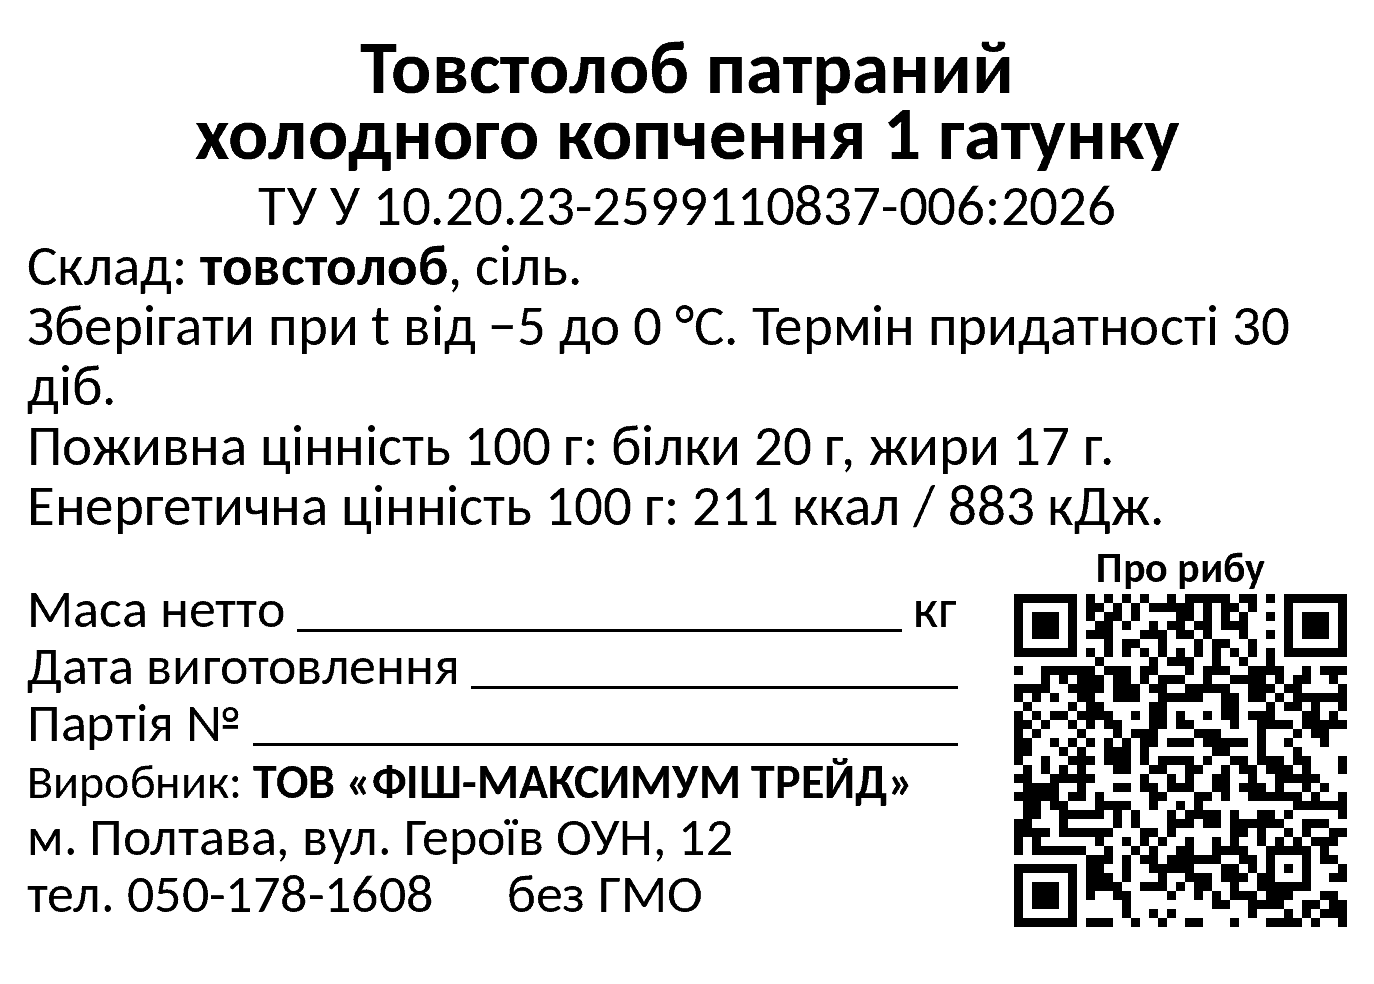 Товстолоб патраний
холодного копчення 1 гатунку
ТУ У 10.20.23-2599110837-006:2026
Склад: товстолоб, сіль.
Зберігати при t від −5 до 0 °C. Термін придатності 30
діб.
Поживна цінність 100 г: білки 20 г, жири 17 г.
Енергетична цінність 100 г: 211 ккал / 883 кДж.
Про рибу
Маса нетто ________________________ кг
Дата виготовлення ____________________
Партія № ____________________________
Виробник: ТОВ «ФІШ-МАКСИМУМ ТРЕЙД»
м. Полтава, вул. Героїв ОУН, 12
тел. 050-178-1608 без ГМО